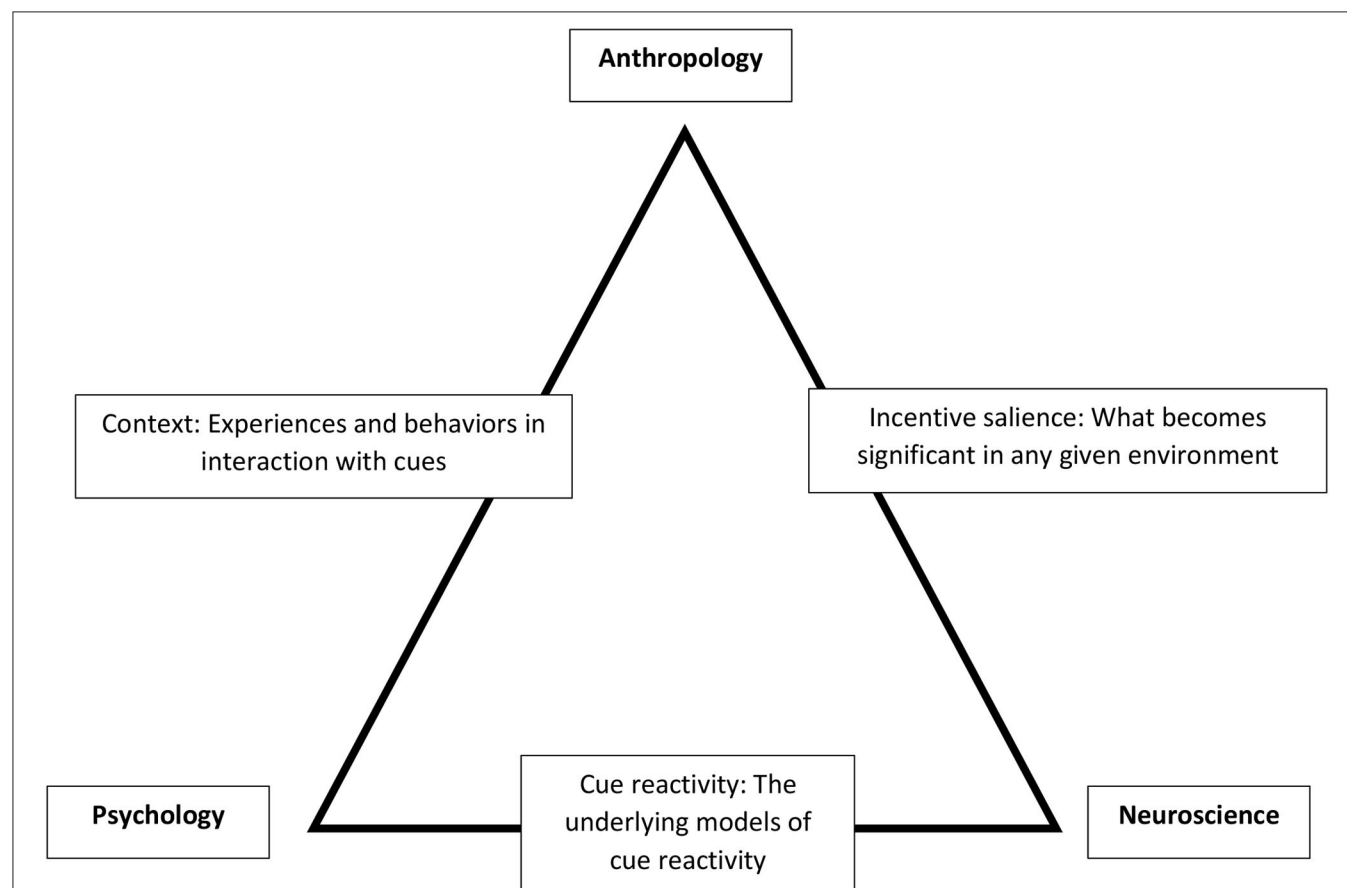 Anthropology
Context: Experiences and behaviors in
interaction with cues
Incentive salience: What becomes
significant in any given environment
Psychology
Cue reactivity: The
underlying models of
cue reactivity
Neuroscience